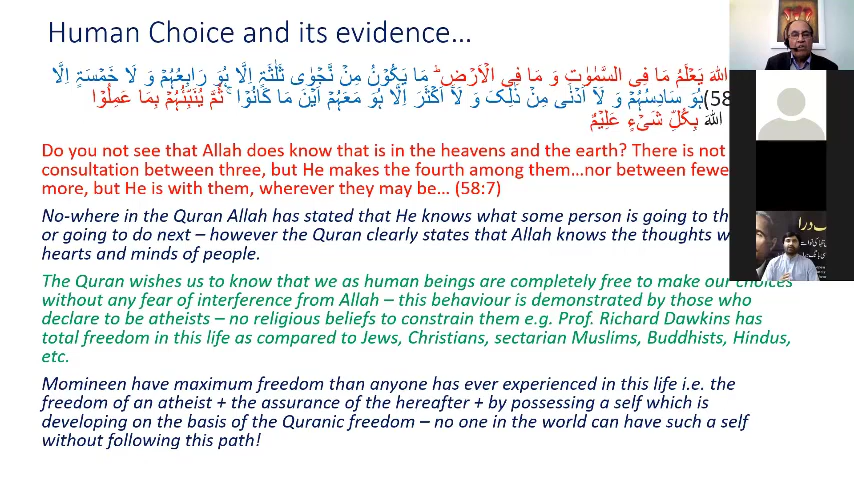 Human Choice and its evidence...
اللّٰهَ يَعْلَمُ مَا فِي السَّمٰوٰتِ وَ مَا فِي الْاَرْضِ ؕ مَا يَكُوْنُ مِنْ نَّجْوٰى ثَلٰثَةٍ اِلَّا هُوَ رَابِعُهُمْ وَ لَا خَمْسَةٍ اِلَّا
هُوَ سَادِسُهُمْ وَ لَاۤ اَدْنٰى مِنْ ذٰلِكَ وَ لَاۤ اَكْثَرَ اِلَّا هُوَ مَعَهُمْ اَيْنَ مَا كَانُوْا ۚ ثُمَّ يُنَبِّئُهُمْ بِمَا عَمِلُوْا (58
اللّٰهَ بِكُلِّ شَيْءٍ عَلِيْمٌ
Do you not see that Allah does know that is in the heavens and the earth? There is not
consultation between three, but He makes the fourth among them...nor between fewe
more, but He is with them, wherever they may be... (58:7)
No-where in the Quran Allah has stated that He knows what some person is going to th
or going to do next – however the Quran clearly states that Allah knows the thoughts w
hearts and minds of people.
The Quran wishes us to know that we as human beings are completely free to make our choices
without any fear of interference from Allah – this behaviour is demonstrated by those who
declare to be atheists – no religious beliefs to constrain them e.g. Prof. Richard Dawkins has
total freedom in this life as compared to Jews, Christians, sectarian Muslims, Buddhists, Hindus,
etc.
Momineen have maximum freedom than anyone has ever experienced in this life i.e. the
freedom of an atheist + the assurance of the hereafter + by possessing a self which is
developing on the basis of the Quranic freedom – no one in the world can have such a self
without following this path!